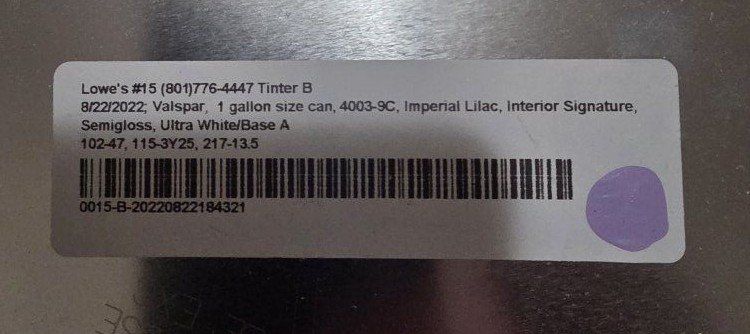 Lowe's #15 (801)776-4447 Tinter B
8/22/2022; Valspar, 1 gallon size can, 4003-9C, Imperial Lilac, Interior Signature,
Semigloss, Ultra White/Base A
102-47, 115-3Y25, 217-13.5
0015-B-20220822184321